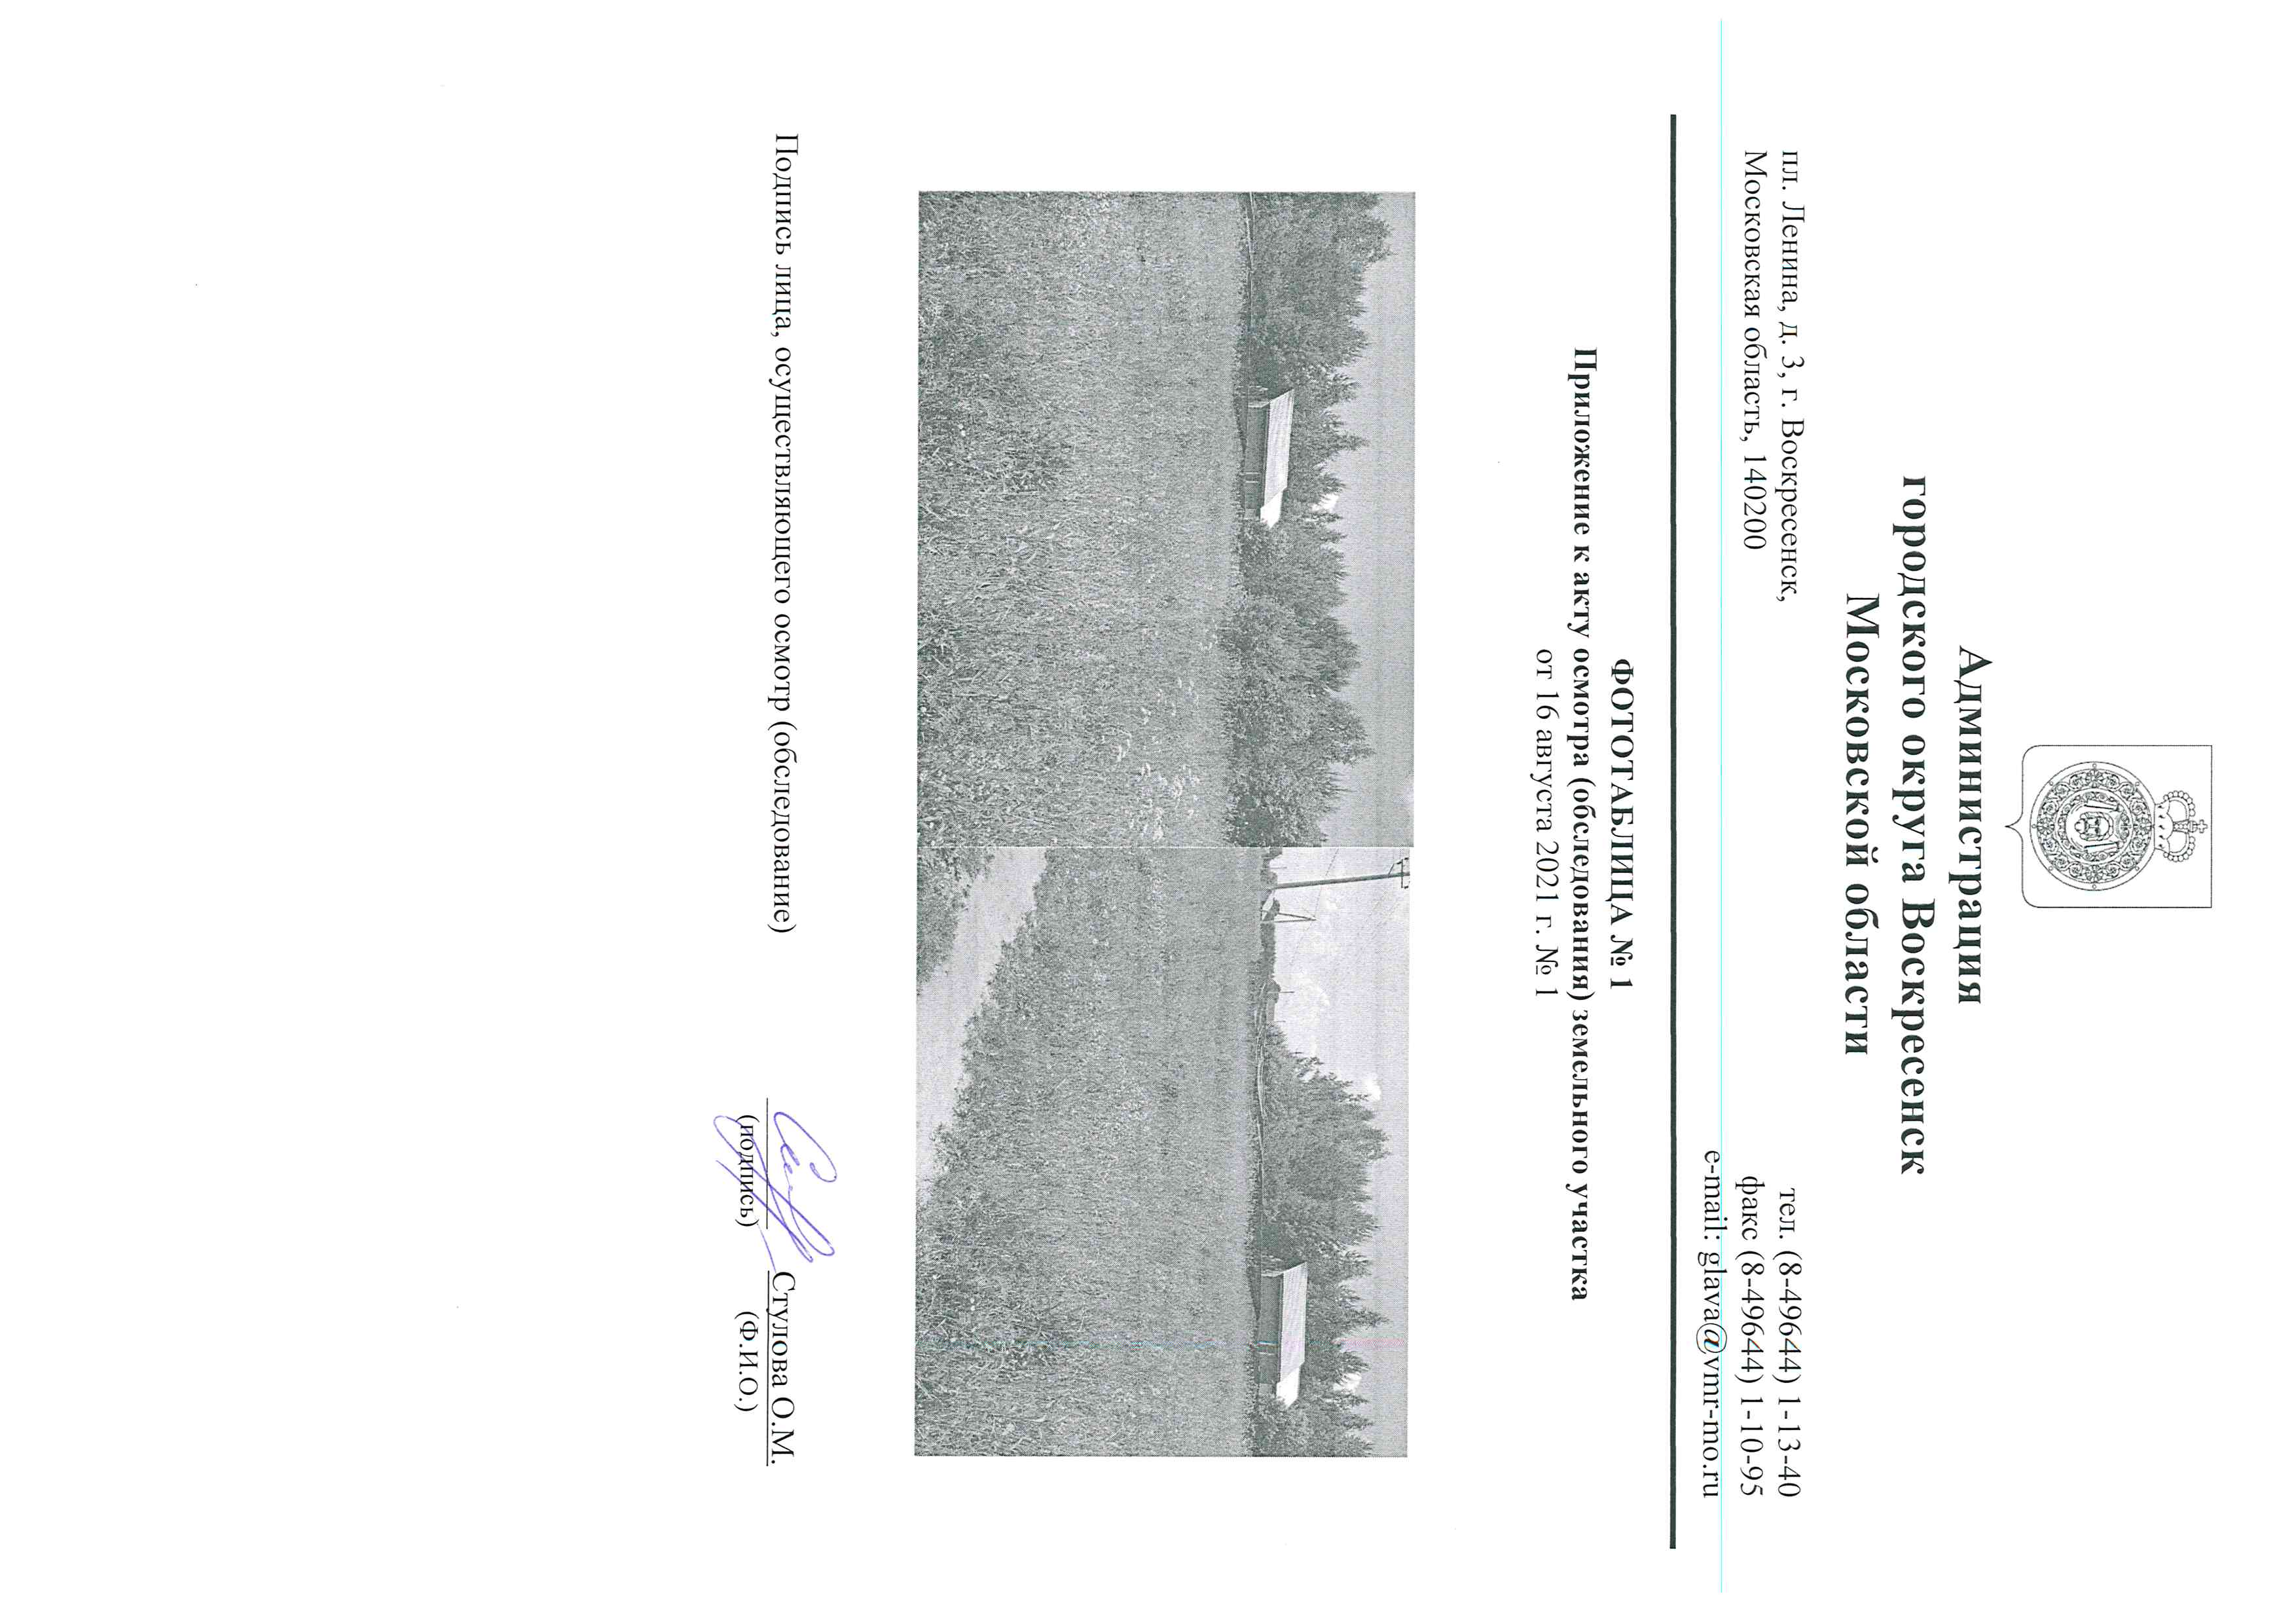 Администрация
городского округа Воскресенск
Московской области
пл. Ленина, д. 3, г. Воскресенск,
Московская область, 140200
тел. (8-49644) 1-13-40
факс (8-49644) 1-10-95
e-mail: glava@vmr-mo.ru
ФОТОТАБЛИЦА № 1
Приложение к акту осмотра (обследования) земельного участка
от 16 августа 2021 г. № 1
Подпись лица, осуществляющего осмотр (обследование)
Стулова О.М.
(подпись)
(Ф.И.О.)